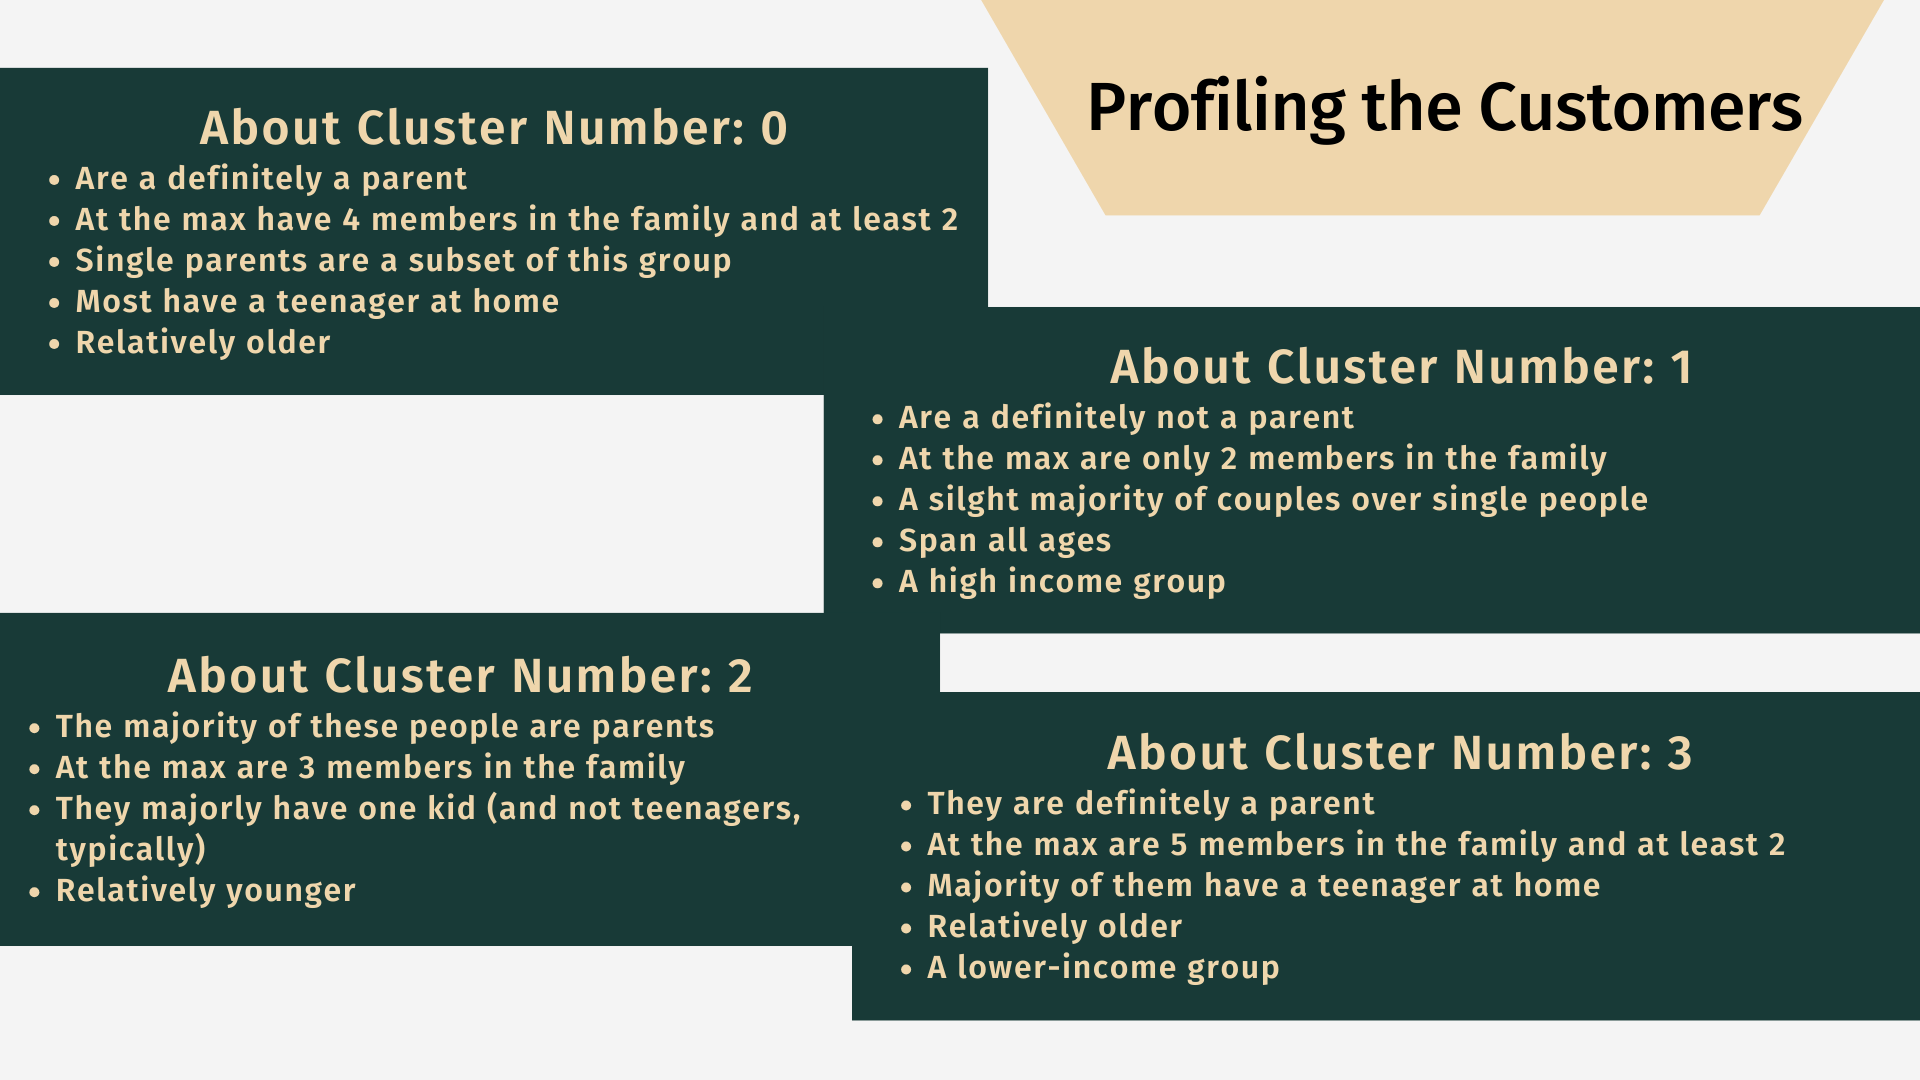 Profiling the Customers
About Cluster Number: 0
• Are a definitely a parent
• At the max have 4 members in the family and at least 2
• Single parents are a subset of this group
• Most have a teenager at home
• Relatively older
About Cluster Number: 1
• Are a definitely not a parent
• At the max are only 2 members in the family
• A silght majority of couples over single people
• Span all ages
• A high income group
About Cluster Number: 2
• The majority of these people are parents
• At the max are 3 members in the family
• They majorly have one kid (and not teenagers,
typically)
• Relatively younger
About Cluster Number: 3
• They are definitely a parent
• At the max are 5 members in the family and at least 2
• Majority of them have a teenager at home
• Relatively older
• A lower-income group